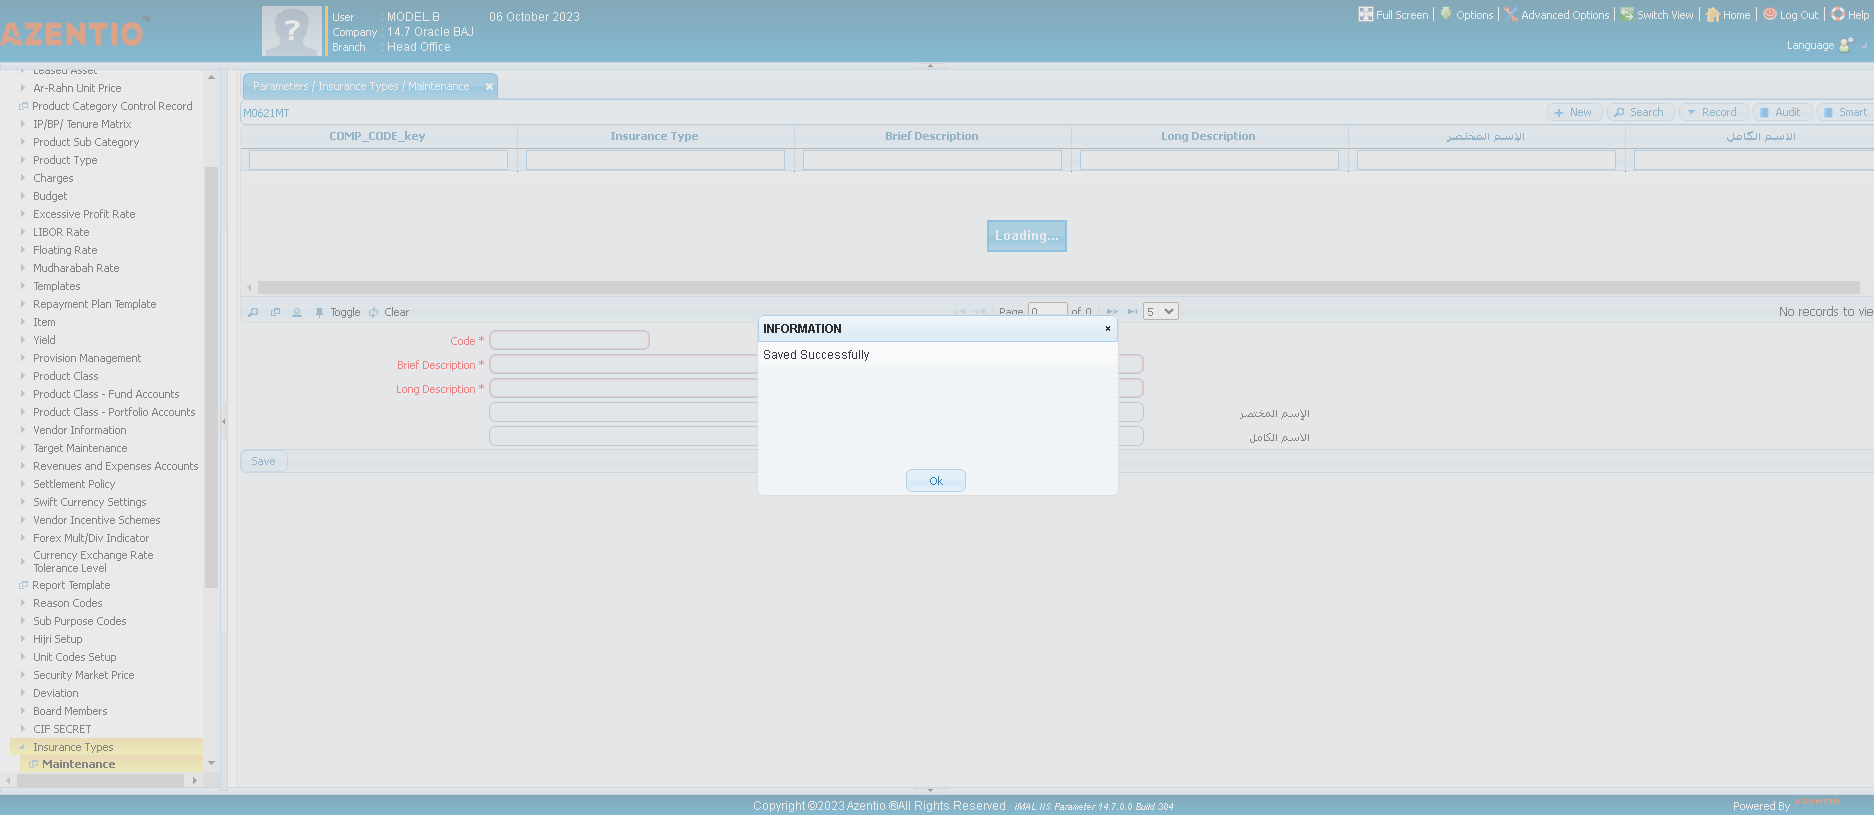 AZENTIO™
User : MODEL.B 06 October 2023
Company : 14.7 Oracle BAJ
Branch : Head Office
Full Screen Options Advanced Options Switch View Home Log Out Help
Language
Leased Asset
Ar-Rahn Unit Price
Product Category Control Record
IP/BP/ Tenure Matrix
Product Sub Category
Product Type
Charges
Budget
Excessive Profit Rate
LIBOR Rate
Floating Rate
Mudharabah Rate
Templates
Repayment Plan Template
Item
Yield
Provision Management
Product Class
Product Class - Fund Accounts
Product Class - Portfolio Accounts
Vendor Information
Target Maintenance
Revenues and Expenses Accounts
Settlement Policy
Swift Currency Settings
Vendor Incentive Schemes
Forex Mult/Div Indicator
Currency Exchange Rate
Tolerance Level
Report Template
Reason Codes
Sub Purpose Codes
Hijri Setup
Unit Codes Setup
Security Market Price
Deviation
Board Members
CIF SECRET
Insurance Types
Maintenance
Parameters / Insurance Types / Maintenance
M0621MT
New Search Record Audit Smart
COMP_CODE_key Insurance Type Brief Description Long Description الإسم المختصر الاسم الكامل
Loading...
Toggle Clear Page 0 of 0 5 No records to vie
INFORMATION ×
Saved Successfully
Ok
Code *
Brief Description *
Long Description *
الإسم المختصر
الاسم الكامل
Save
Copyright ©2023 Azentio ®All Rights Reserved iMAL IIS Parameter 14.7.0.0 Build 304
Powered By AZENTIO